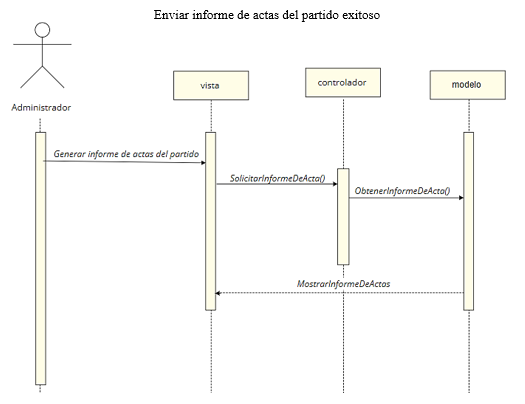 Enviar informe de actas del partido exitoso
Administrador
vista
controlador
modelo
Generar informe de actas del partido
SolicitarInformeDeActa()
ObtenerInformeDeActa()
MostrarInformeDeActas